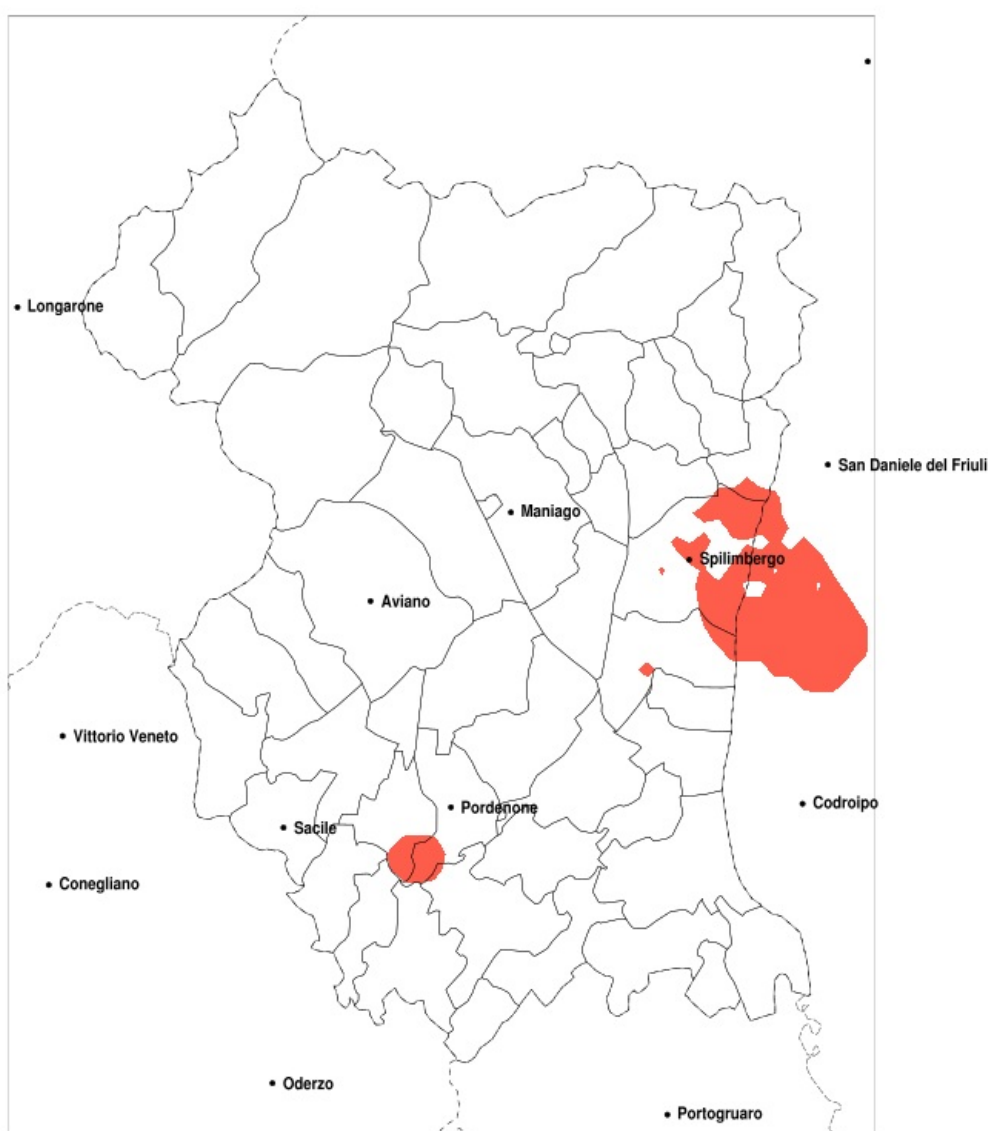 Longarone
San Daniele del Friuli
Maniago
Spilimbergo
Aviano
Vittorio Veneto
Codroipo
Pordenone
Sacile
Conegliano
Oderzo
Portogruaro